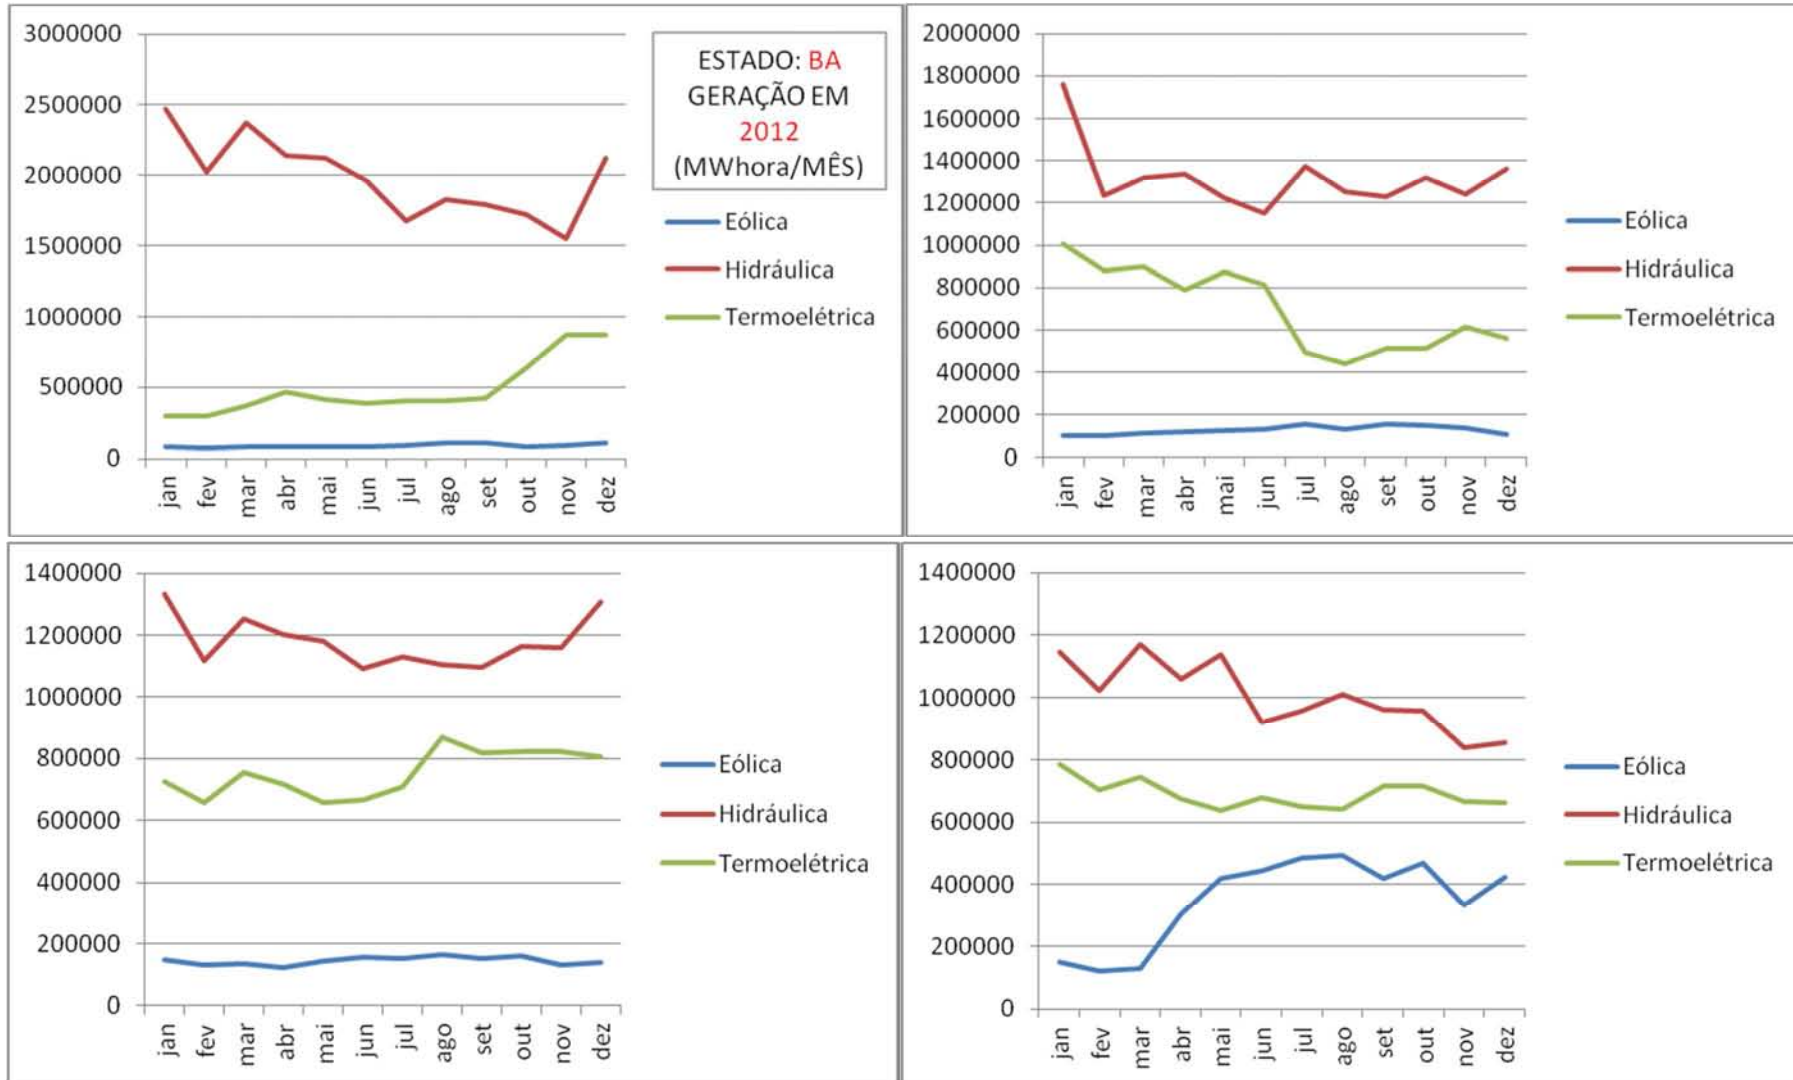 3000000
2500000
2000000
1500000
1000000
500000
0
jan
fev
mar
abr
mai
jun
jul
ago
set
out
nov
dez
ESTADO: BA
GERAÇÃO EM
2012
(MWhora/MÊS)
Eólica
Hidráulica
Termoelétrica
2000000
1800000
1600000
1400000
1200000
1000000
800000
600000
400000
200000
0
jan
fev
mar
abr
mai
jun
jul
ago
set
out
nov
dez
Eólica
Hidráulica
Termoelétrica
1400000
1200000
1000000
800000
600000
400000
200000
0
jan
fev
mar
abr
mai
jun
jul
ago
set
out
nov
dez
Eólica
Hidráulica
Termoelétrica
1400000
1200000
1000000
800000
600000
400000
200000
0
jan
fev
mar
abr
mai
jun
jul
ago
set
out
nov
dez
Eólica
Hidráulica
Termoelétrica